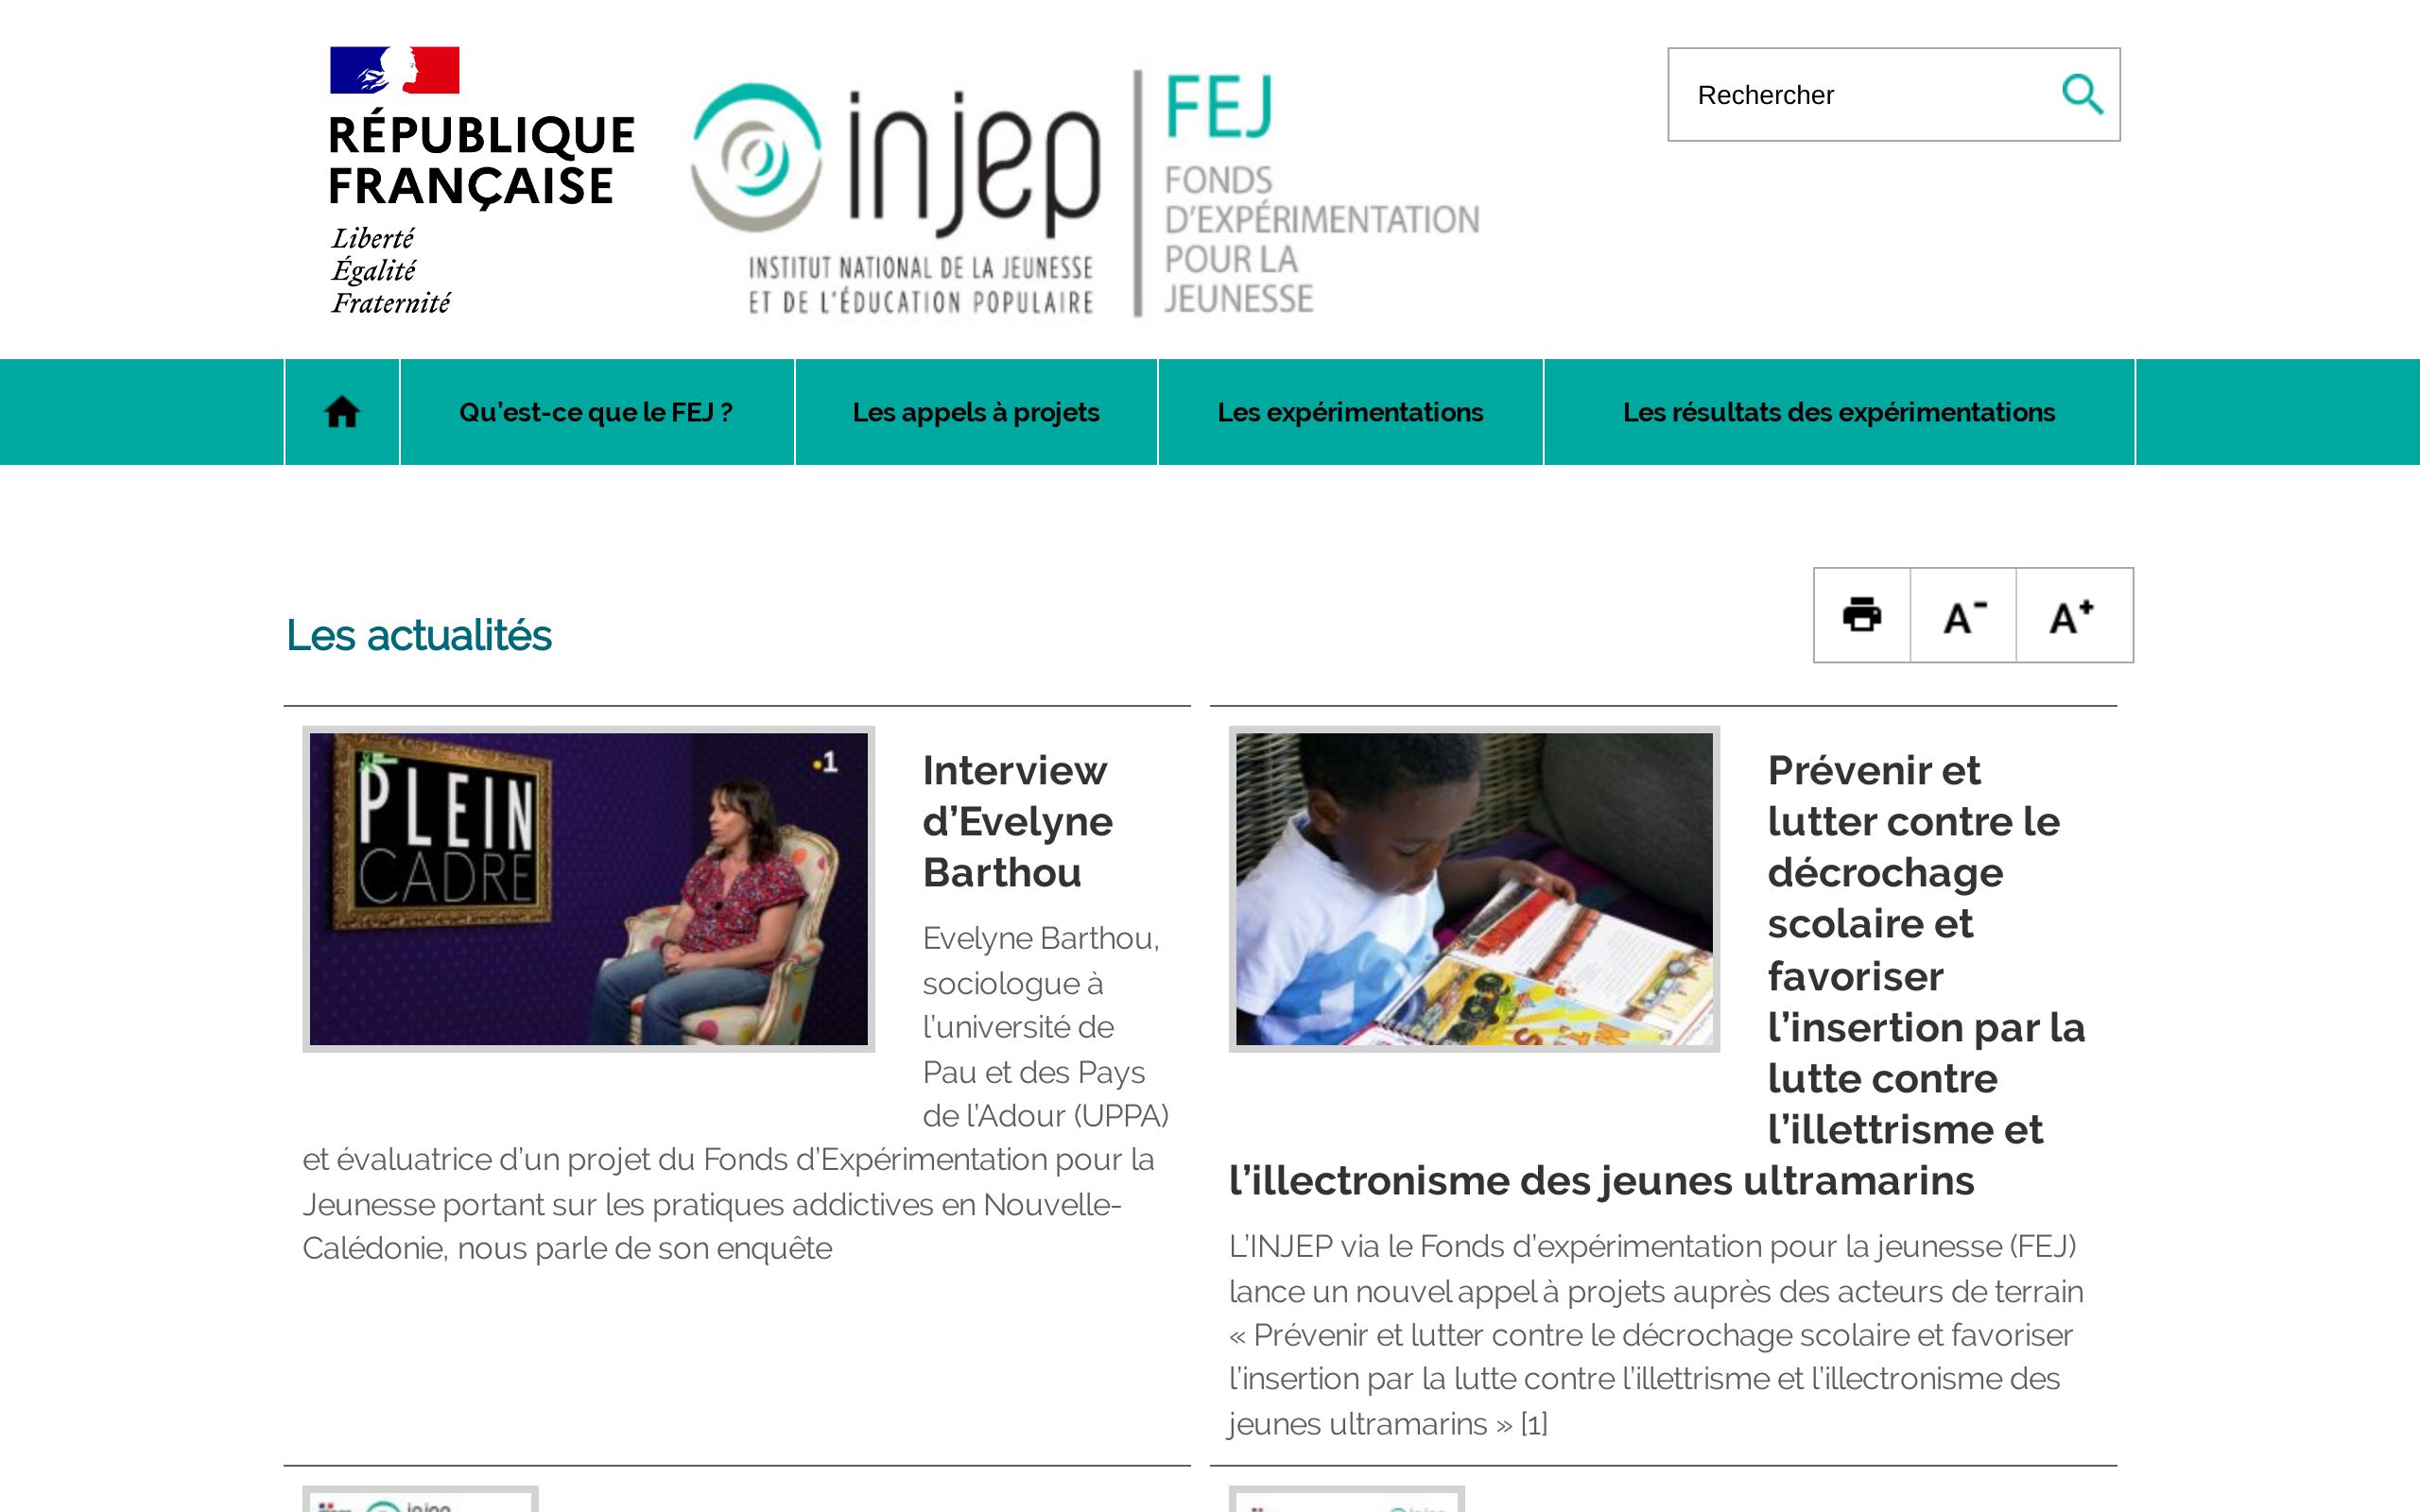 RÉPUBLIQUE
FRANÇAISE
Liberté
Égalité
Fraternité
injep
INSTITUT NATIONAL DE LA JEUNESSE
ET DE L'ÉDUCATION POPULAIRE
FEJ
FONDS
D'EXPÉRIMENTATION
POUR LA
JEUNESSE
Rechercher
Qu’est-ce que le FEJ ?
Les appels à projets
Les expérimentations
Les résultats des expérimentations
Les actualités
A-
A+
PLEIN
CADRE
1
Interview
d’Evelyne
Barthou
Evelyne Barthou,
sociologue à
l’université de
Pau et des Pays
de l’Adour (UPPA)
et évaluatrice d’un projet du Fonds d’Expérimentation pour la
Jeunesse portant sur les pratiques addictives en Nouvelle-
Calédonie, nous parle de son enquête
Prévenir et
lutter contre le
décrochage
scolaire et
favoriser
l’insertion par la
lutte contre
l’illettrisme et
l’illectronisme des jeunes ultramarins
L’INJEP via le Fonds d’expérimentation pour la jeunesse (FEJ)
lance un nouvel appel à projets auprès des acteurs de terrain
« Prévenir et lutter contre le décrochage scolaire et favoriser
l’insertion par la lutte contre l’illettrisme et l’illectronisme des
jeunes ultramarins » [1]